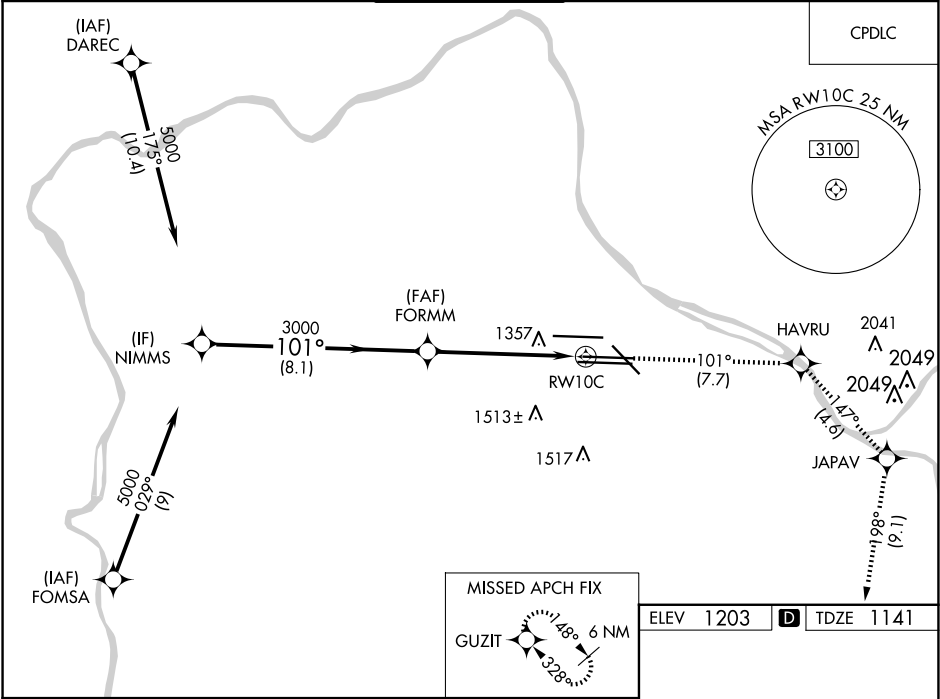 (IAF)
DAREC
CPDLC
5000
175°
(10.4)
MSA RW10C 25 NM
3100
(IF)
NIMMS
3000
101°
(8.1)
(FAF)
FORMM
1357
RW10C
101°
(7.7)
HAVRU
2041
2049
2049
147°
(4.6)
1513±
1517
JAPAV
5000
029°
(9)
198°
(9.1)
(IAF)
FOMSA
MISSED APCH FIX
GUZIT
148°
328°
6 NM
ELEV 1203 D TDZE 1141